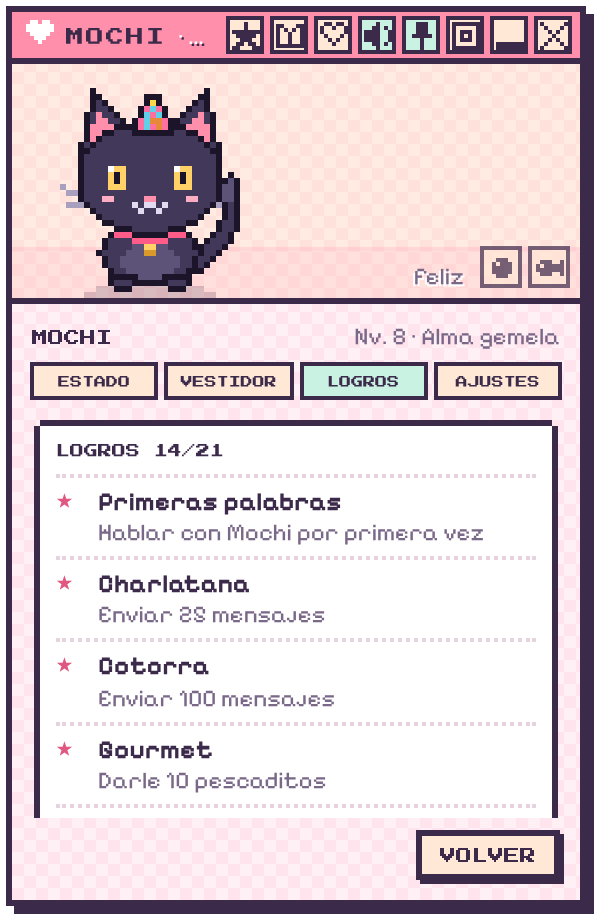 MOCHI ·…
feliz
MOCHI
Nv. 8 · Alma gemela
ESTADO
VESTIDOR
LOGROS
AJUSTES
LOGROS 14/21
★ Primeras palabras
Hablar con Mochi por primera vez
★ Charlatana
Enviar 25 mensajes
★ Cotorra
Enviar 100 mensajes
★ Gourmet
Darle 10 pescaditos
VOLVER